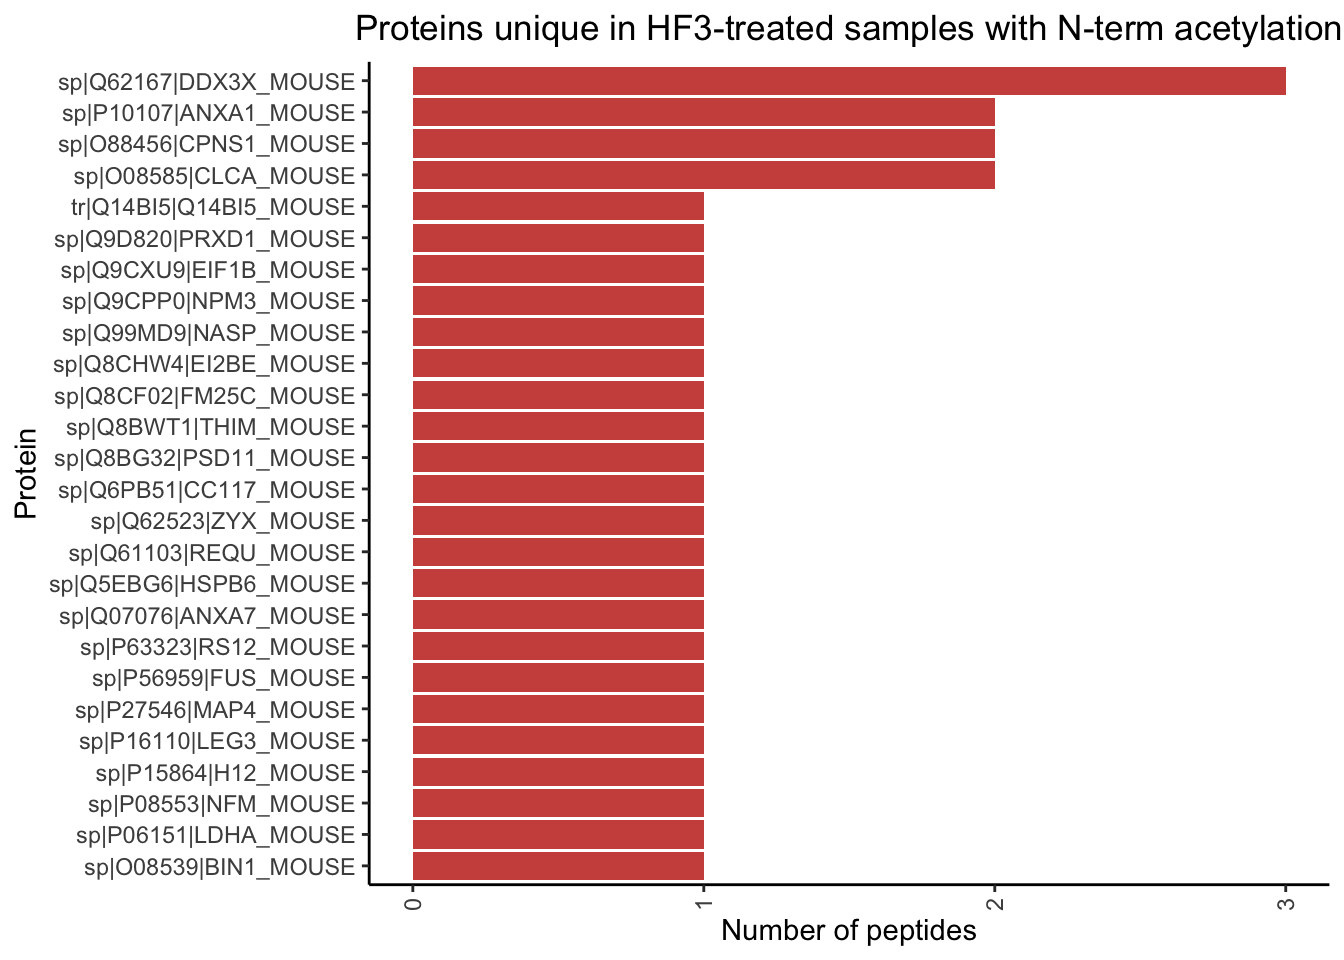 Proteins unique in HF3-treated samples with N-term acetylation
sp|Q62167|DDX3X_MOUSE
sp|P10107|ANXA1_MOUSE
sp|O88456|CPNS1_MOUSE
sp|O08585|CLCA_MOUSE
tr|Q14BI5|Q14BI5_MOUSE
sp|Q9D820|PRXD1_MOUSE
sp|Q9CXU9|EIF1B_MOUSE
sp|Q9CPP0|NPM3_MOUSE
sp|Q99MD9|NASP_MOUSE
sp|Q8CHW4|EI2BE_MOUSE
sp|Q8CF02|FM25C_MOUSE
sp|Q8BWT1|THIM_MOUSE
sp|Q8BG32|PSD11_MOUSE
sp|Q6PB51|CC117_MOUSE
sp|Q62523|ZYX_MOUSE
sp|Q61103|REQU_MOUSE
sp|Q5EBG6|HSPB6_MOUSE
sp|Q07076|ANXA7_MOUSE
sp|P63323|RS12_MOUSE
sp|P56959|FUS_MOUSE
sp|P27546|MAP4_MOUSE
sp|P16110|LEG3_MOUSE
sp|P15864|H12_MOUSE
sp|P08553|NFM_MOUSE
sp|P06151|LDHA_MOUSE
sp|O08539|BIN1_MOUSE
Protein
0
1
2
3
Number of peptides